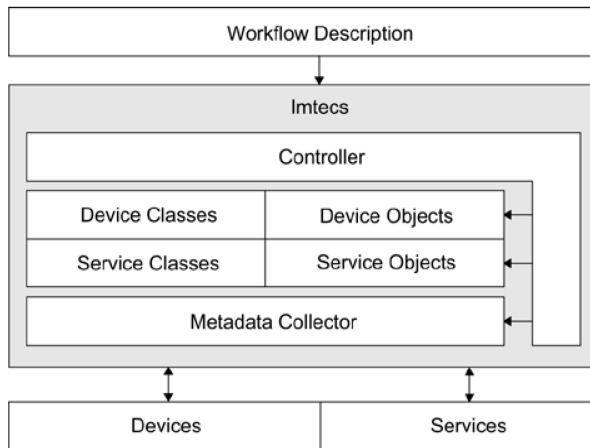 Workflow Description
Imtecs
Controller
Device Classes
Device Objects
Service Classes
Service Objects
Metadata Collector
Devices
Services